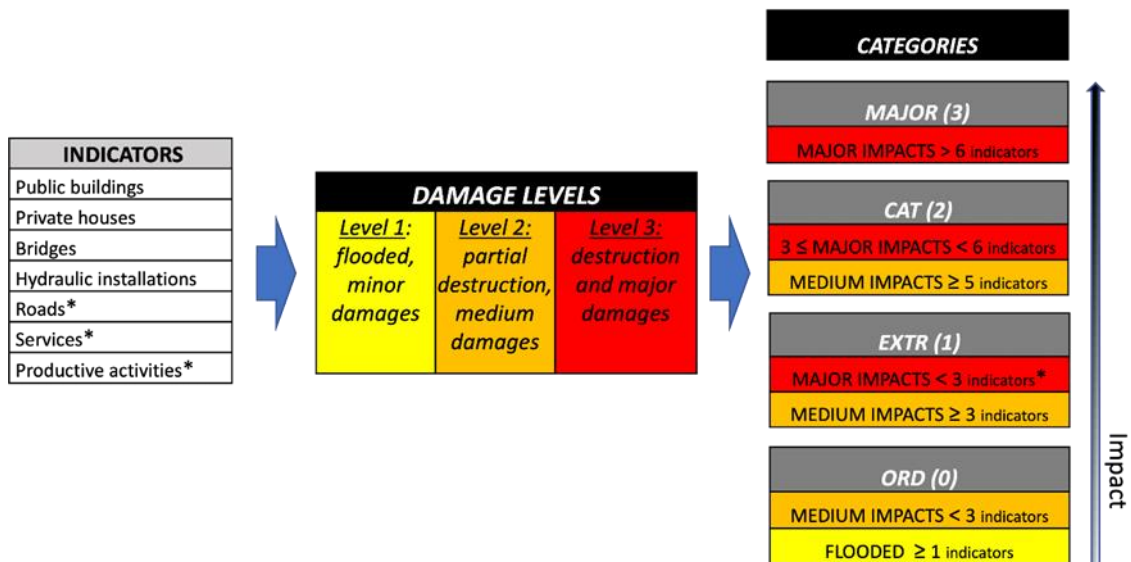 INDICATORS
Public buildings
Private houses
Bridges
Hydraulic installations
Roads*
Services*
Productive activities*
DAMAGE LEVELS
Level 1:
flooded,
minor
damages
Level 2:
partial
destruction,
medium
damages
Level 3:
destruction
and major
damages
CATEGORIES
MAJOR (3)
MAJOR IMPACTS > 6 indicators
CAT (2)
3 ≤ MAJOR IMPACTS < 6 indicators
MEDIUM IMPACTS ≥ 5 indicators
EXTR (1)
MAJOR IMPACTS < 3 indicators*
MEDIUM IMPACTS ≥ 3 indicators
ORD (0)
MEDIUM IMPACTS < 3 indicators
FLOODED ≥ 1 indicators
Impact